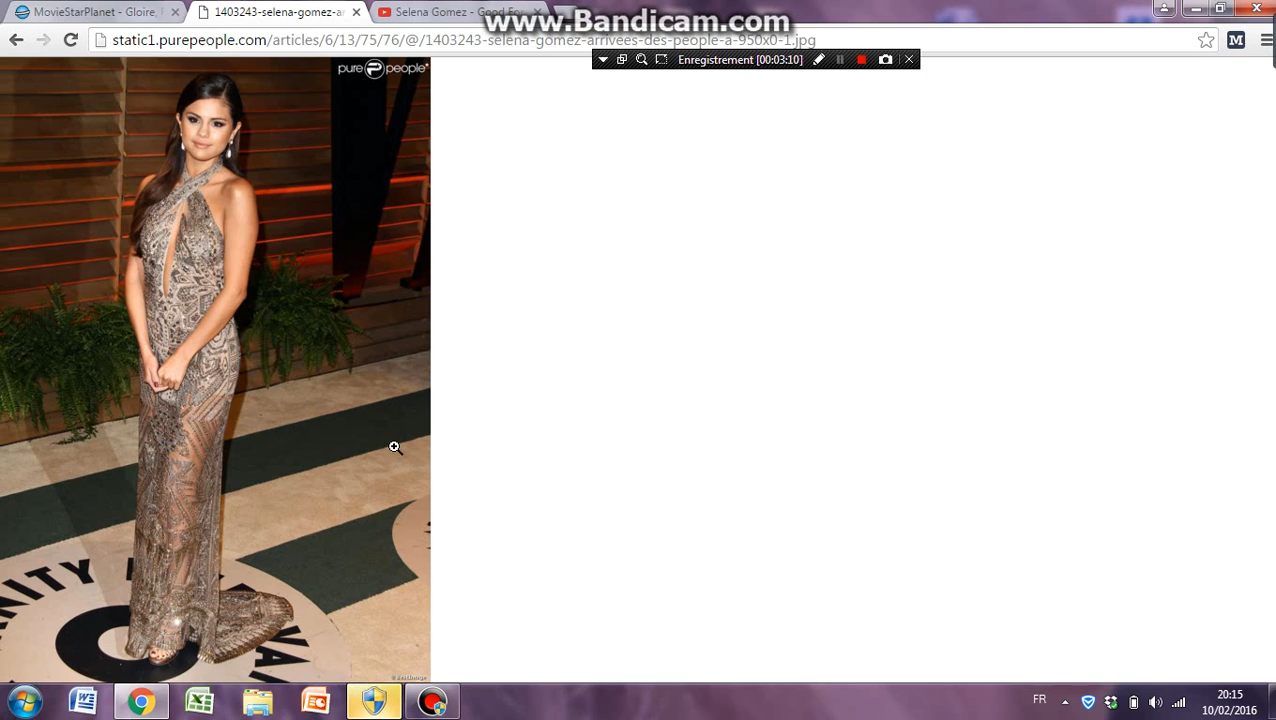 www.Bandicam.com
MovieStarPlanet - Gloire,
1403243-selena-gomez-ar
Selena Gomez - Good For
static1.purepeople.com/articles/6/13/75/76/@/1403243-selena-gomez-arrivees-des-people-a-950x0-1.jpg
Enregistrement [00:03:10]
pure people
FR
20:15
10/02/2016